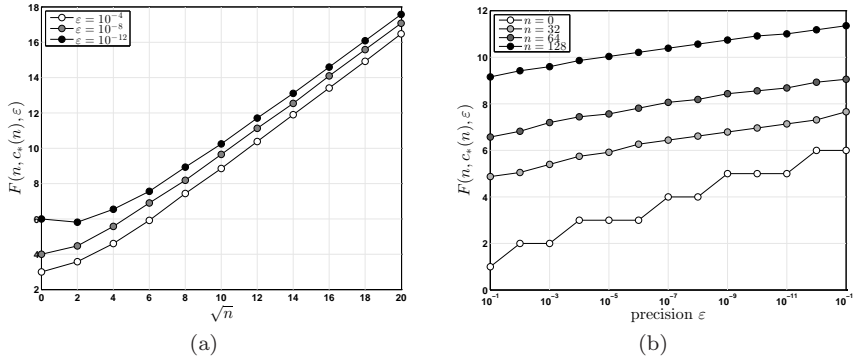 18
16
14
12
10
8
6
4
2
F(n, c∗(n), ε)
ε = 10⁻⁴
ε = 10⁻⁸
ε = 10⁻¹²
0 2 4 6 8 10 12 14 16 18 20
√n
(a)
12
10
8
6
4
2
0
F(n, c∗(n), ε)
n = 0
n = 32
n = 64
n = 128
10⁻¹ 10⁻³ 10⁻⁵ 10⁻⁷ 10⁻⁹ 10⁻¹¹ 10⁻¹
precision ε
(b)